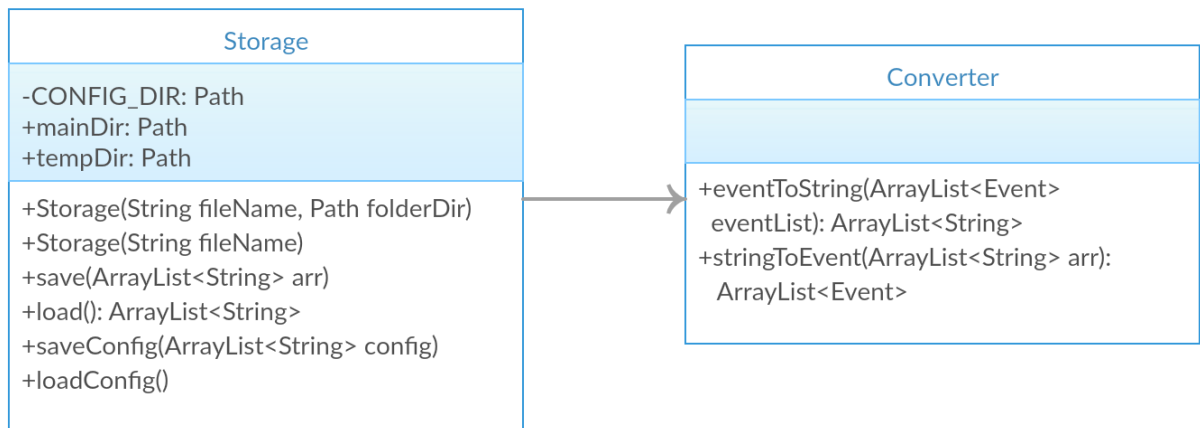 Storage
-CONFIG_DIR: Path
+mainDir: Path
+tempDir: Path
+Storage(String fileName, Path folderDir)
+Storage(String fileName)
+save(ArrayList<String> arr)
+load(): ArrayList<String>
+saveConfig(ArrayList<String> config)
+loadConfig()
Converter
+eventToString(ArrayList<Event>
eventList): ArrayList<String>
+stringToEvent(ArrayList<String> arr):
ArrayList<Event>